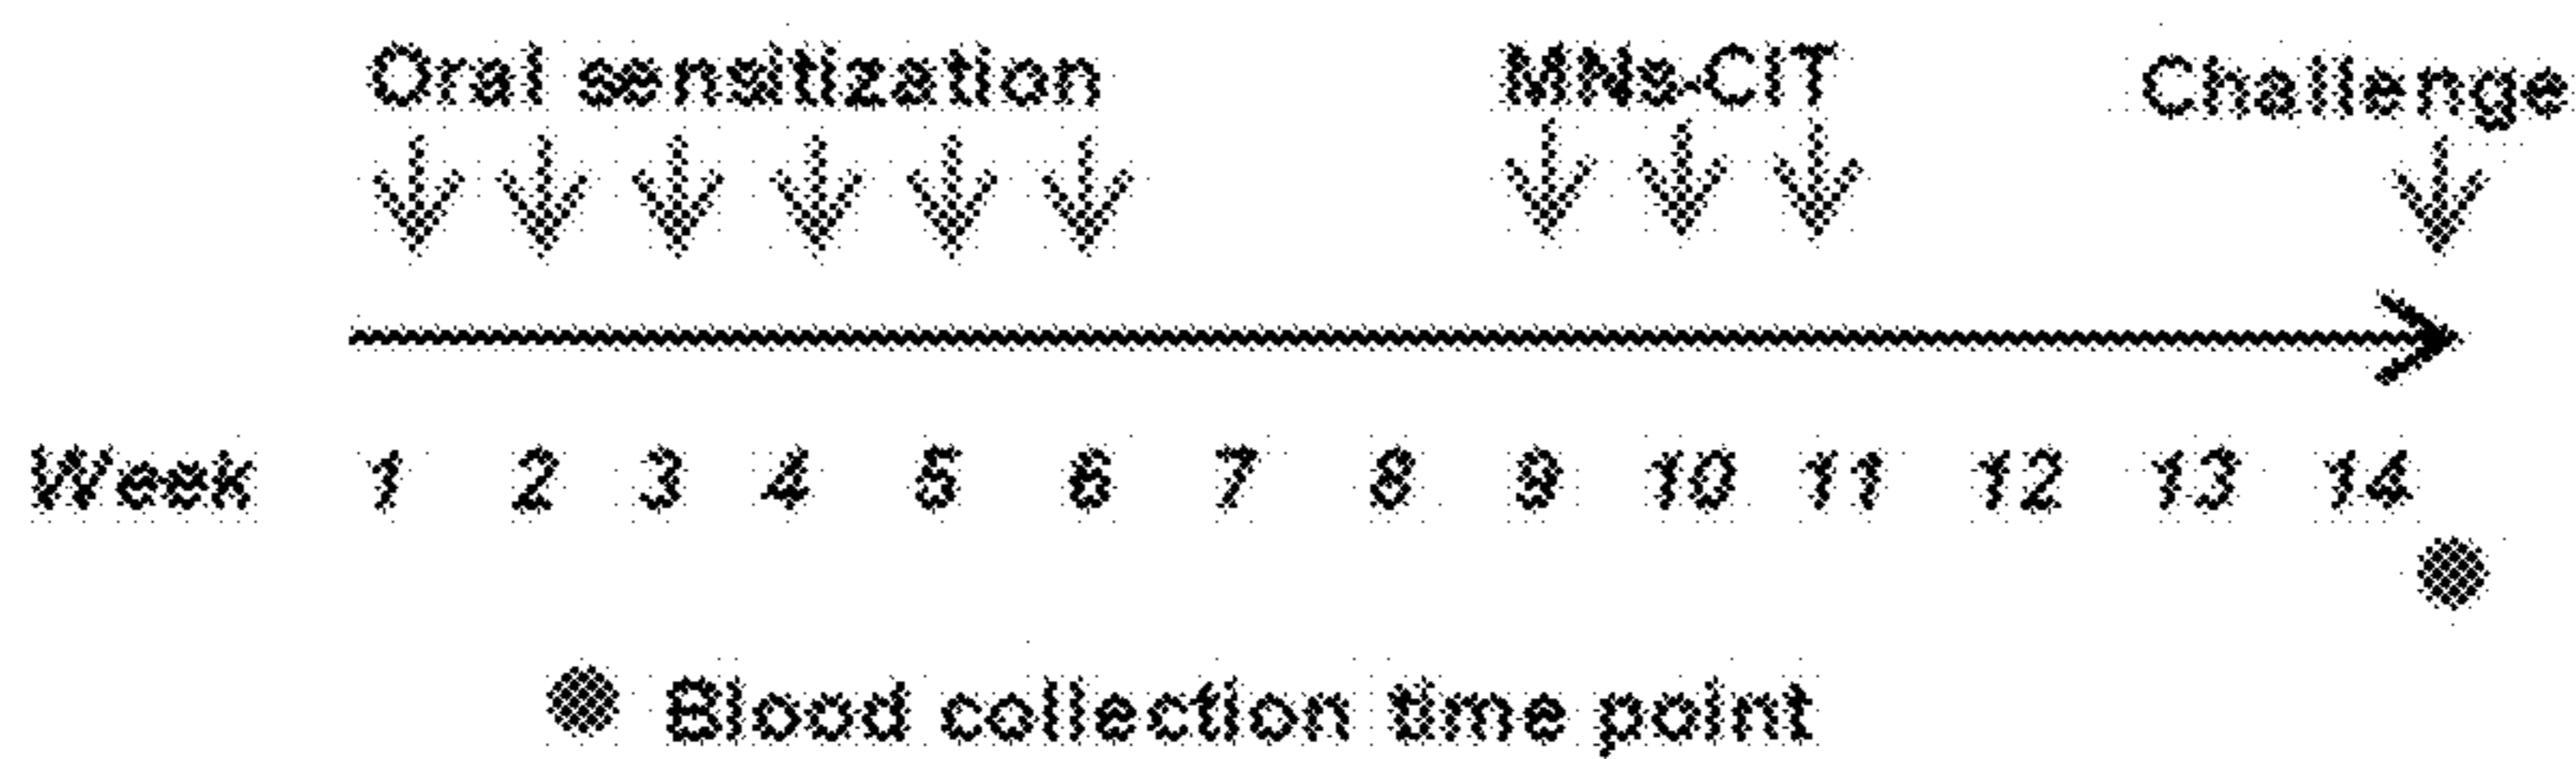 Oral sensitization MNs-CIT Challenge
Week 1 2 3 4 5 6 7 8 9 10 11 12 13 14
Blood collection time point